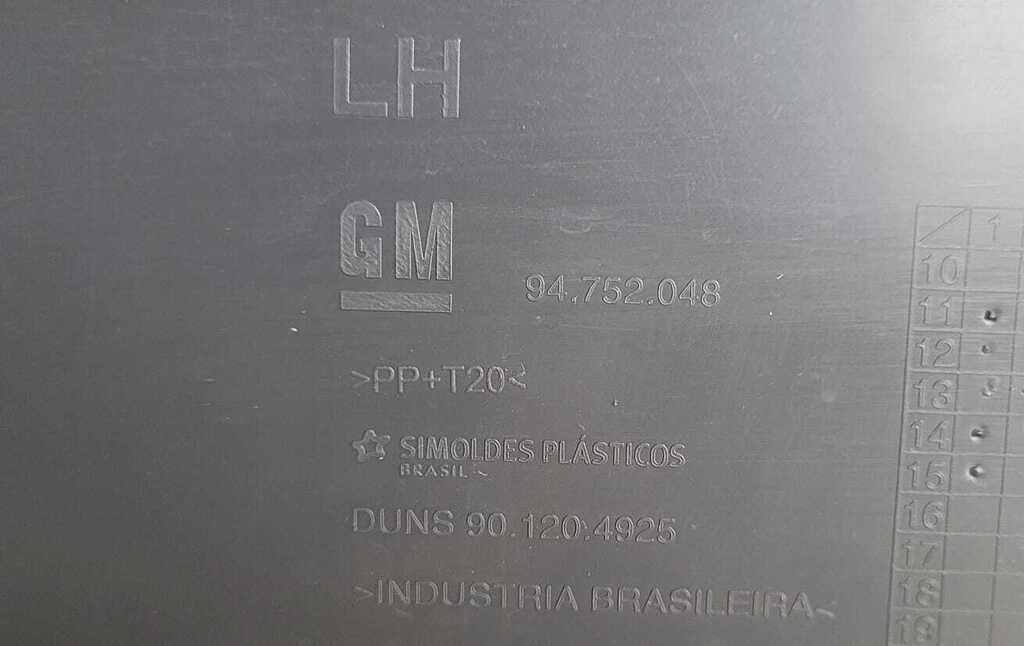 LH
GM
94.752.048
>PP+T20<
SIMOLDES PLÁSTICOS
BRASIL
DUNS 90.120.4925
>INDUSTRIA BRASILEIRA<
1
10
11
12
13
14
15
16
17
18
19